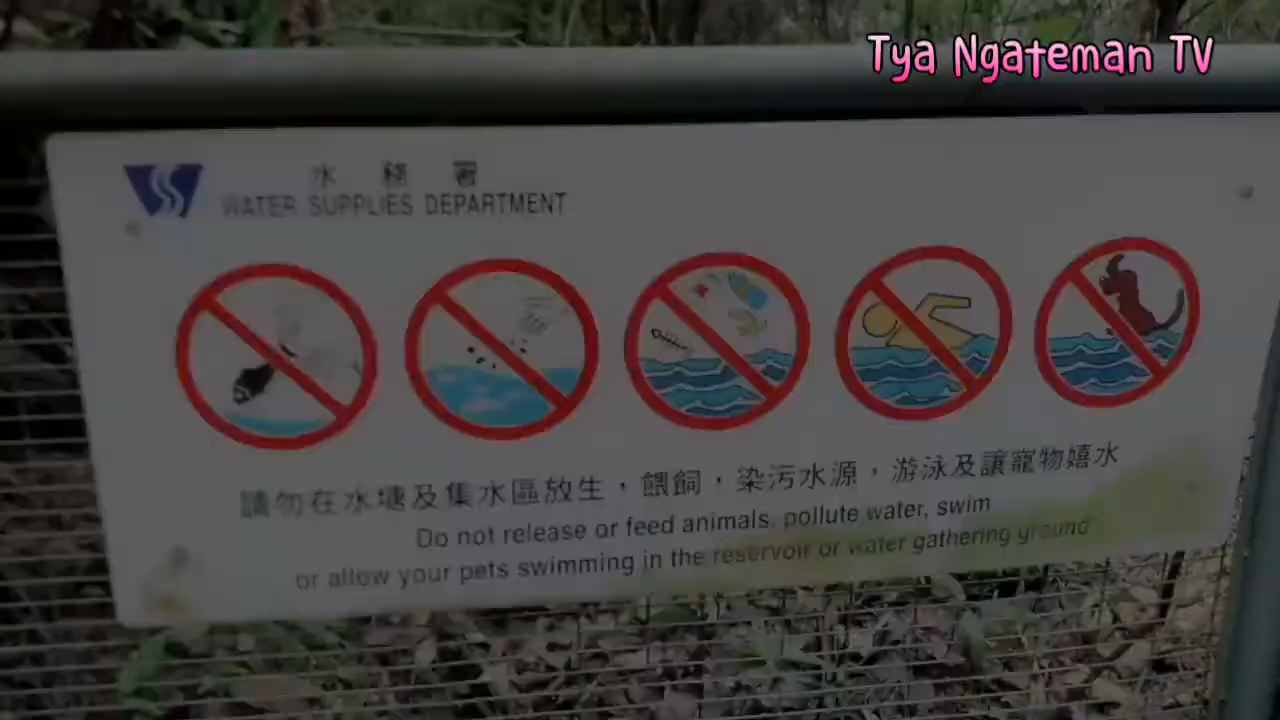 Tya Ngateman TV
水務署
WATER SUPPLIES DEPARTMENT
請勿在水塘及集水區放生，餵飼，染污水源，游泳及讓寵物嬉水
Do not release or feed animals, pollute water, swim
or allow your pets swimming in the reservoir or water gathering ground